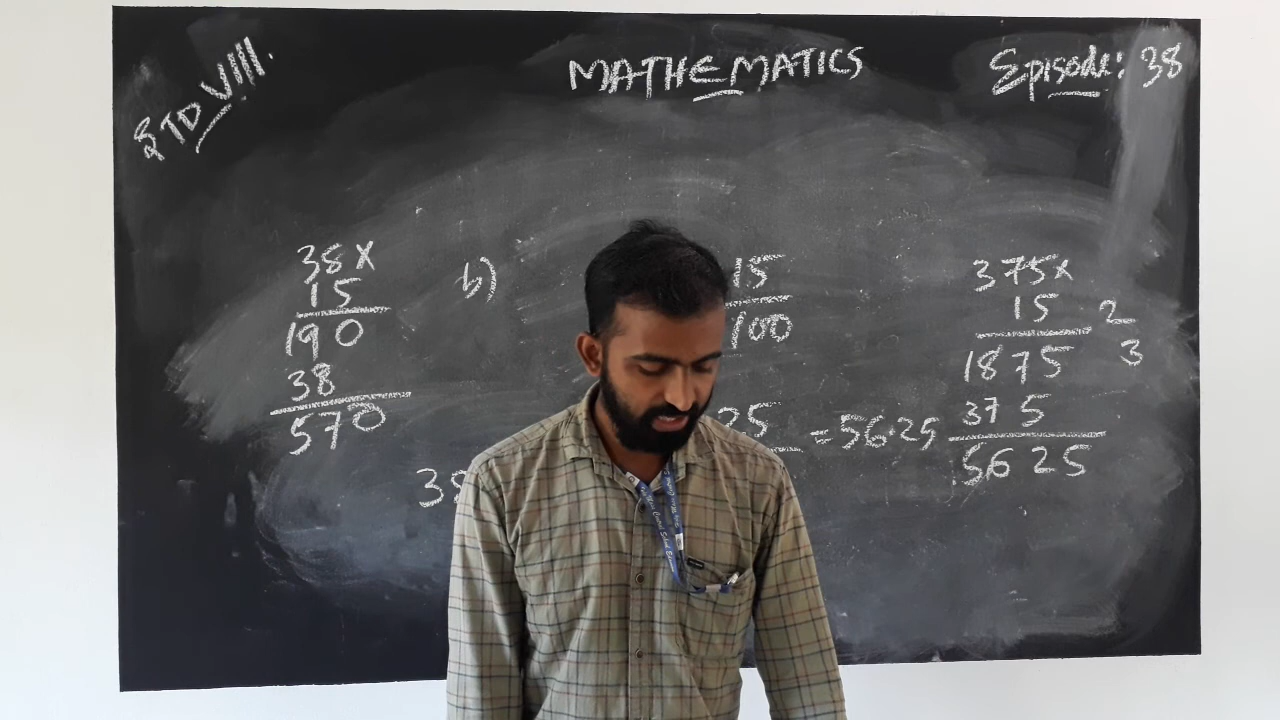 STD VIII.
MATHEMATICS
Episode: 38
38 x
15
190
38
570
b)
38
15
100
25
= 56.25
375x
15
2
3
1875
375
5625